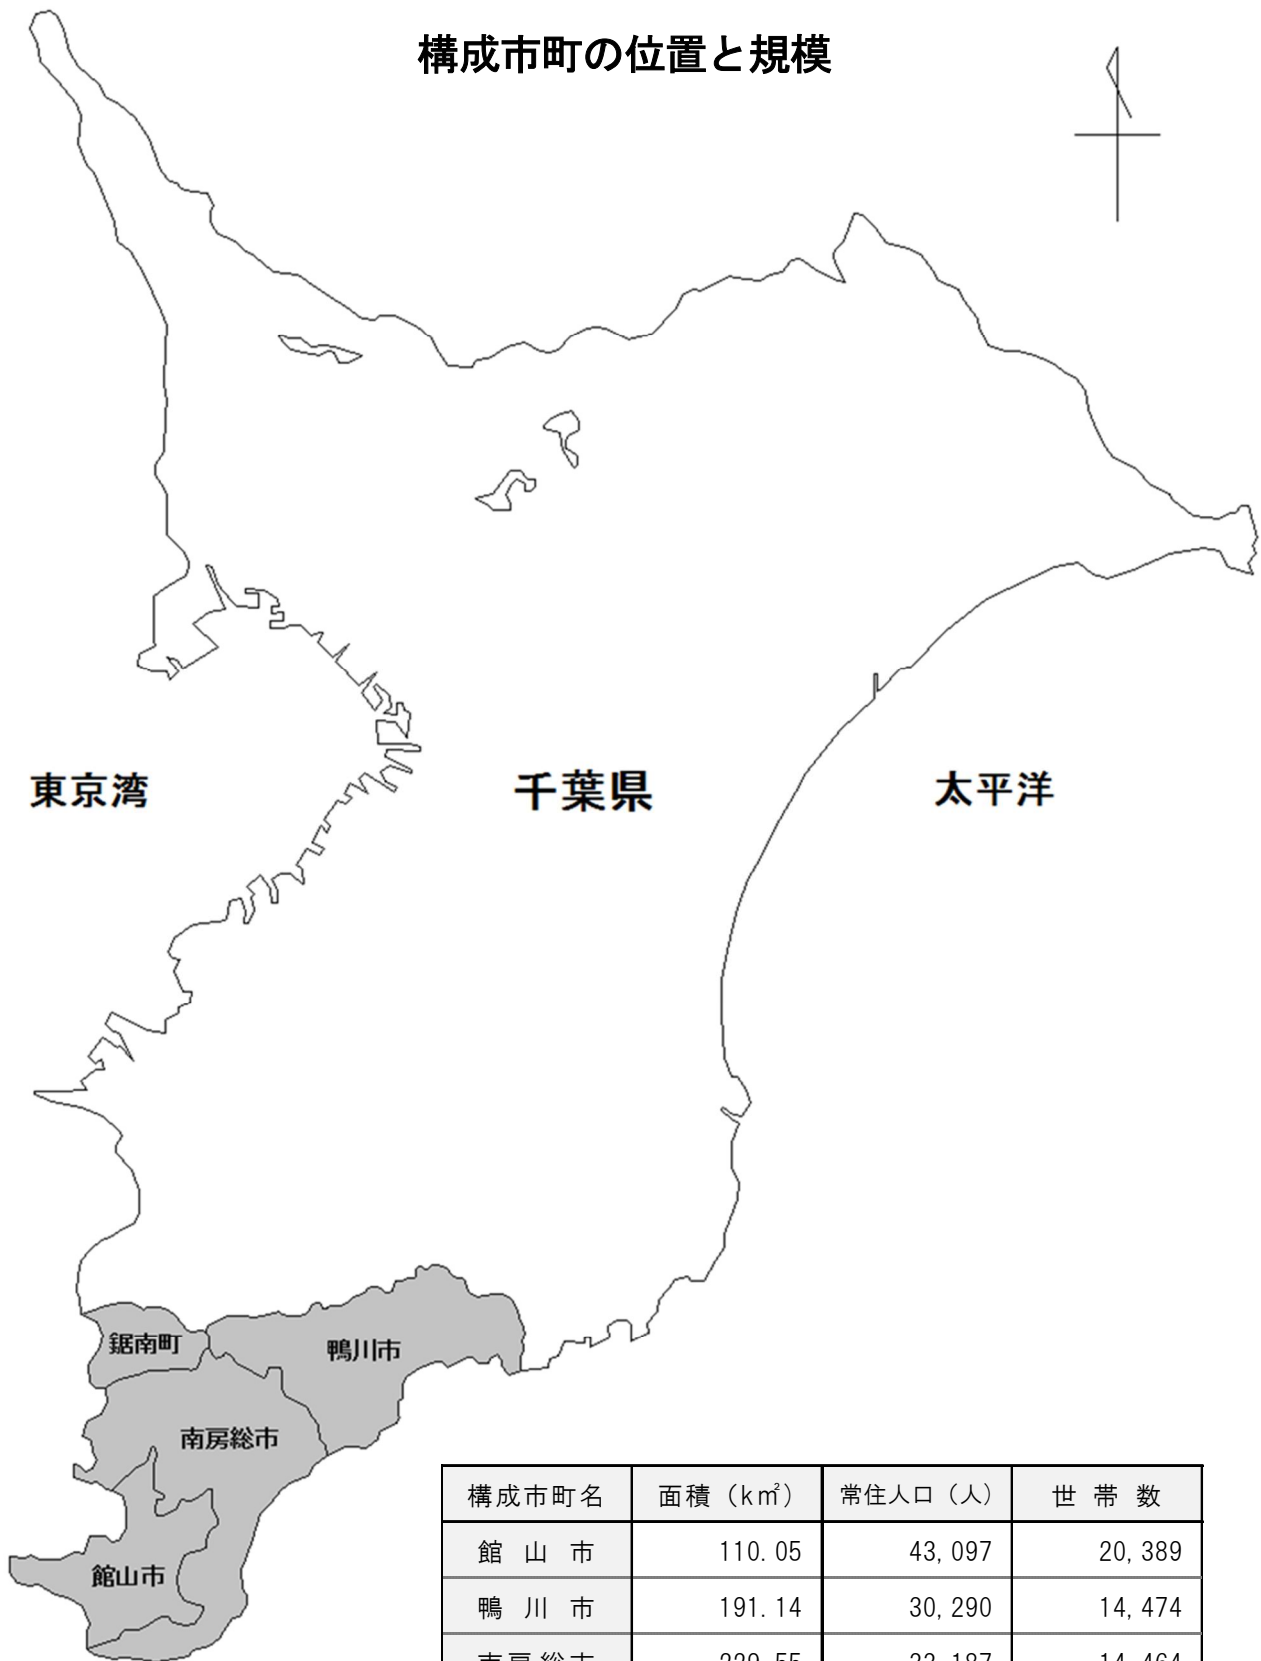 構成市町の位置と規模
東京湾
千葉県
太平洋
鋸南町
鴨川市
南房総市
館山市
構成市町名 面積（k㎡） 常住人口（人） 世 帯 数
館 山 市 110.05 43,097 20,389
鴨 川 市 191.14 30,290 14,474